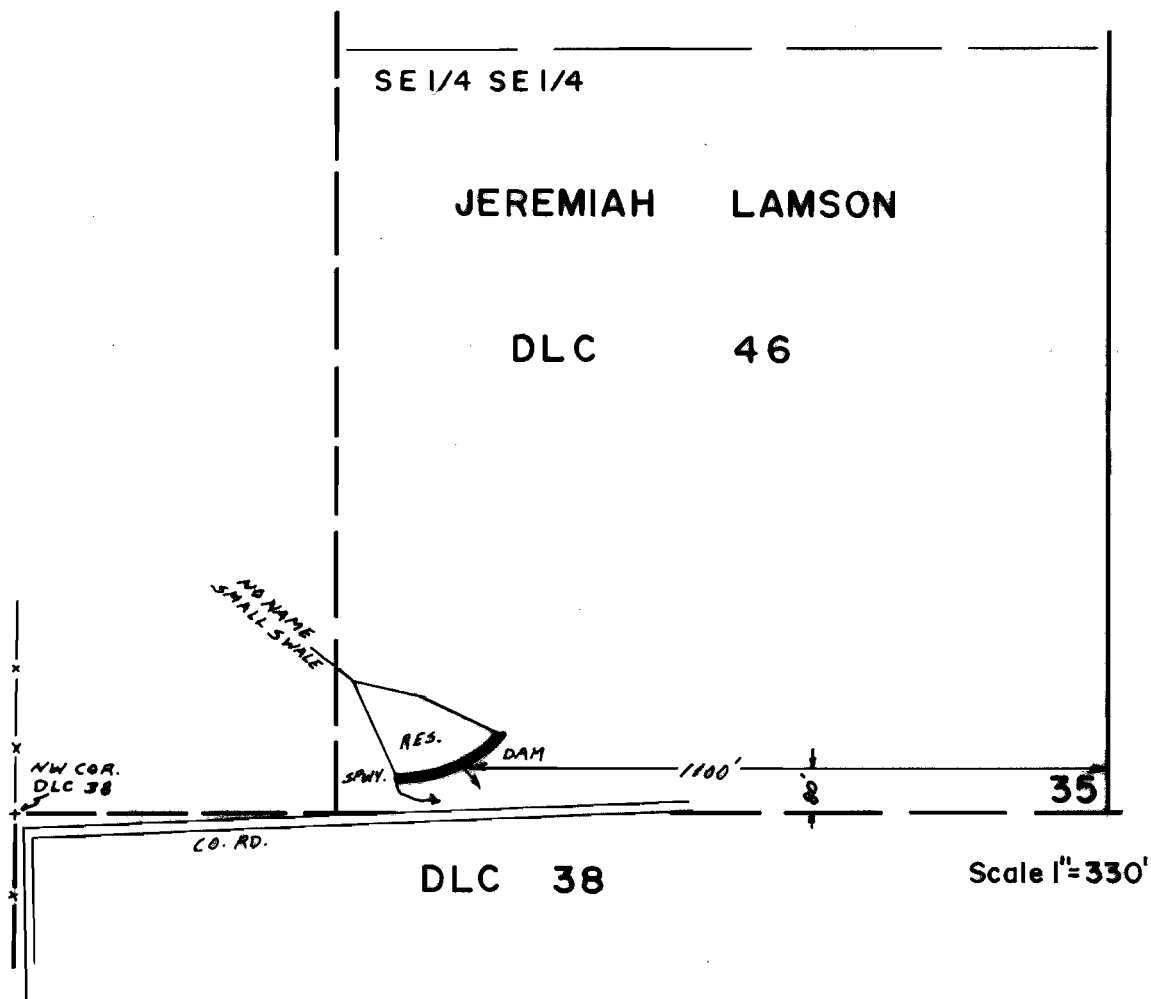 SE 1/4 SE 1/4
JEREMIAH LAMSON
DLC 46
NO NAME
SMALL SWALE
RES.
DAM
SPWY.
1100'
80'
35
NW COR.
DLC 38
CO. RD.
DLC 38
Scale 1"=330'